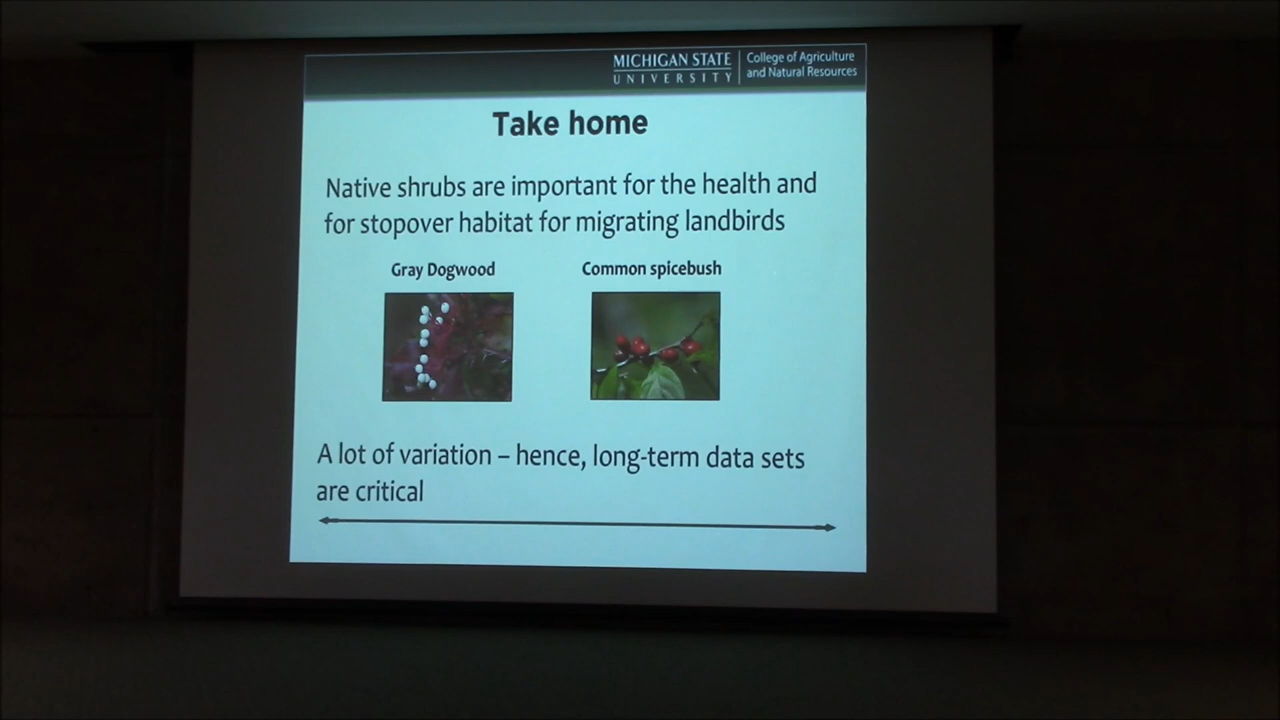 MICHIGAN STATE
UNIVERSITY
College of Agriculture
and Natural Resources
Take home
Native shrubs are important for the health and
for stopover habitat for migrating landbirds
Gray Dogwood
Common spicebush
A lot of variation – hence, long-term data sets
are critical